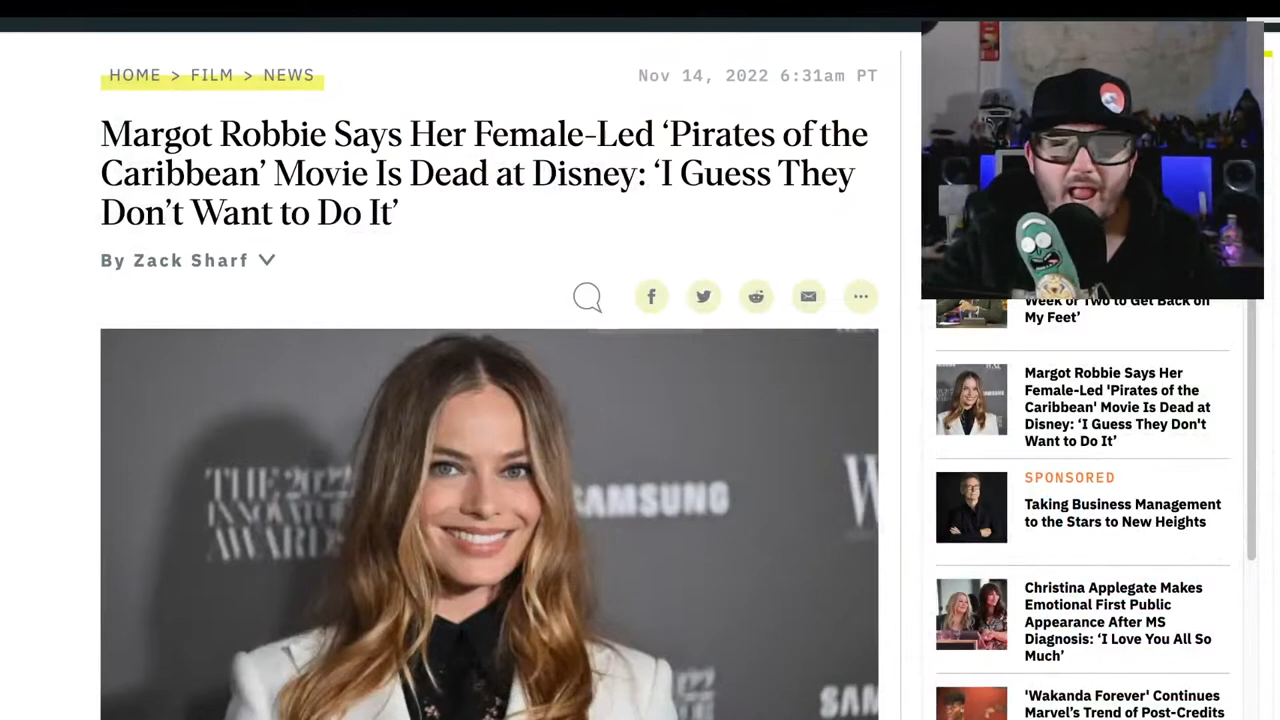 HOME > FILM > NEWS
Nov 14, 2022 6:31am PT
Margot Robbie Says Her Female-Led ‘Pirates of the
Caribbean’ Movie Is Dead at Disney: ‘I Guess They
Don’t Want to Do It’
By Zack Sharf
THE 2022
INNOVATOR
AWARDS
SAMSUNG
W
SAM
Week or Two to Get Back on
My Feet’
Margot Robbie Says Her
Female-Led 'Pirates of the
Caribbean' Movie Is Dead at
Disney: ‘I Guess They Don't
Want to Do It’
SPONSORED
Taking Business Management
to the Stars to New Heights
Christina Applegate Makes
Emotional First Public
Appearance After MS
Diagnosis: ‘I Love You All So
Much’
'Wakanda Forever' Continues
Marvel’s Trend of Post-Credits